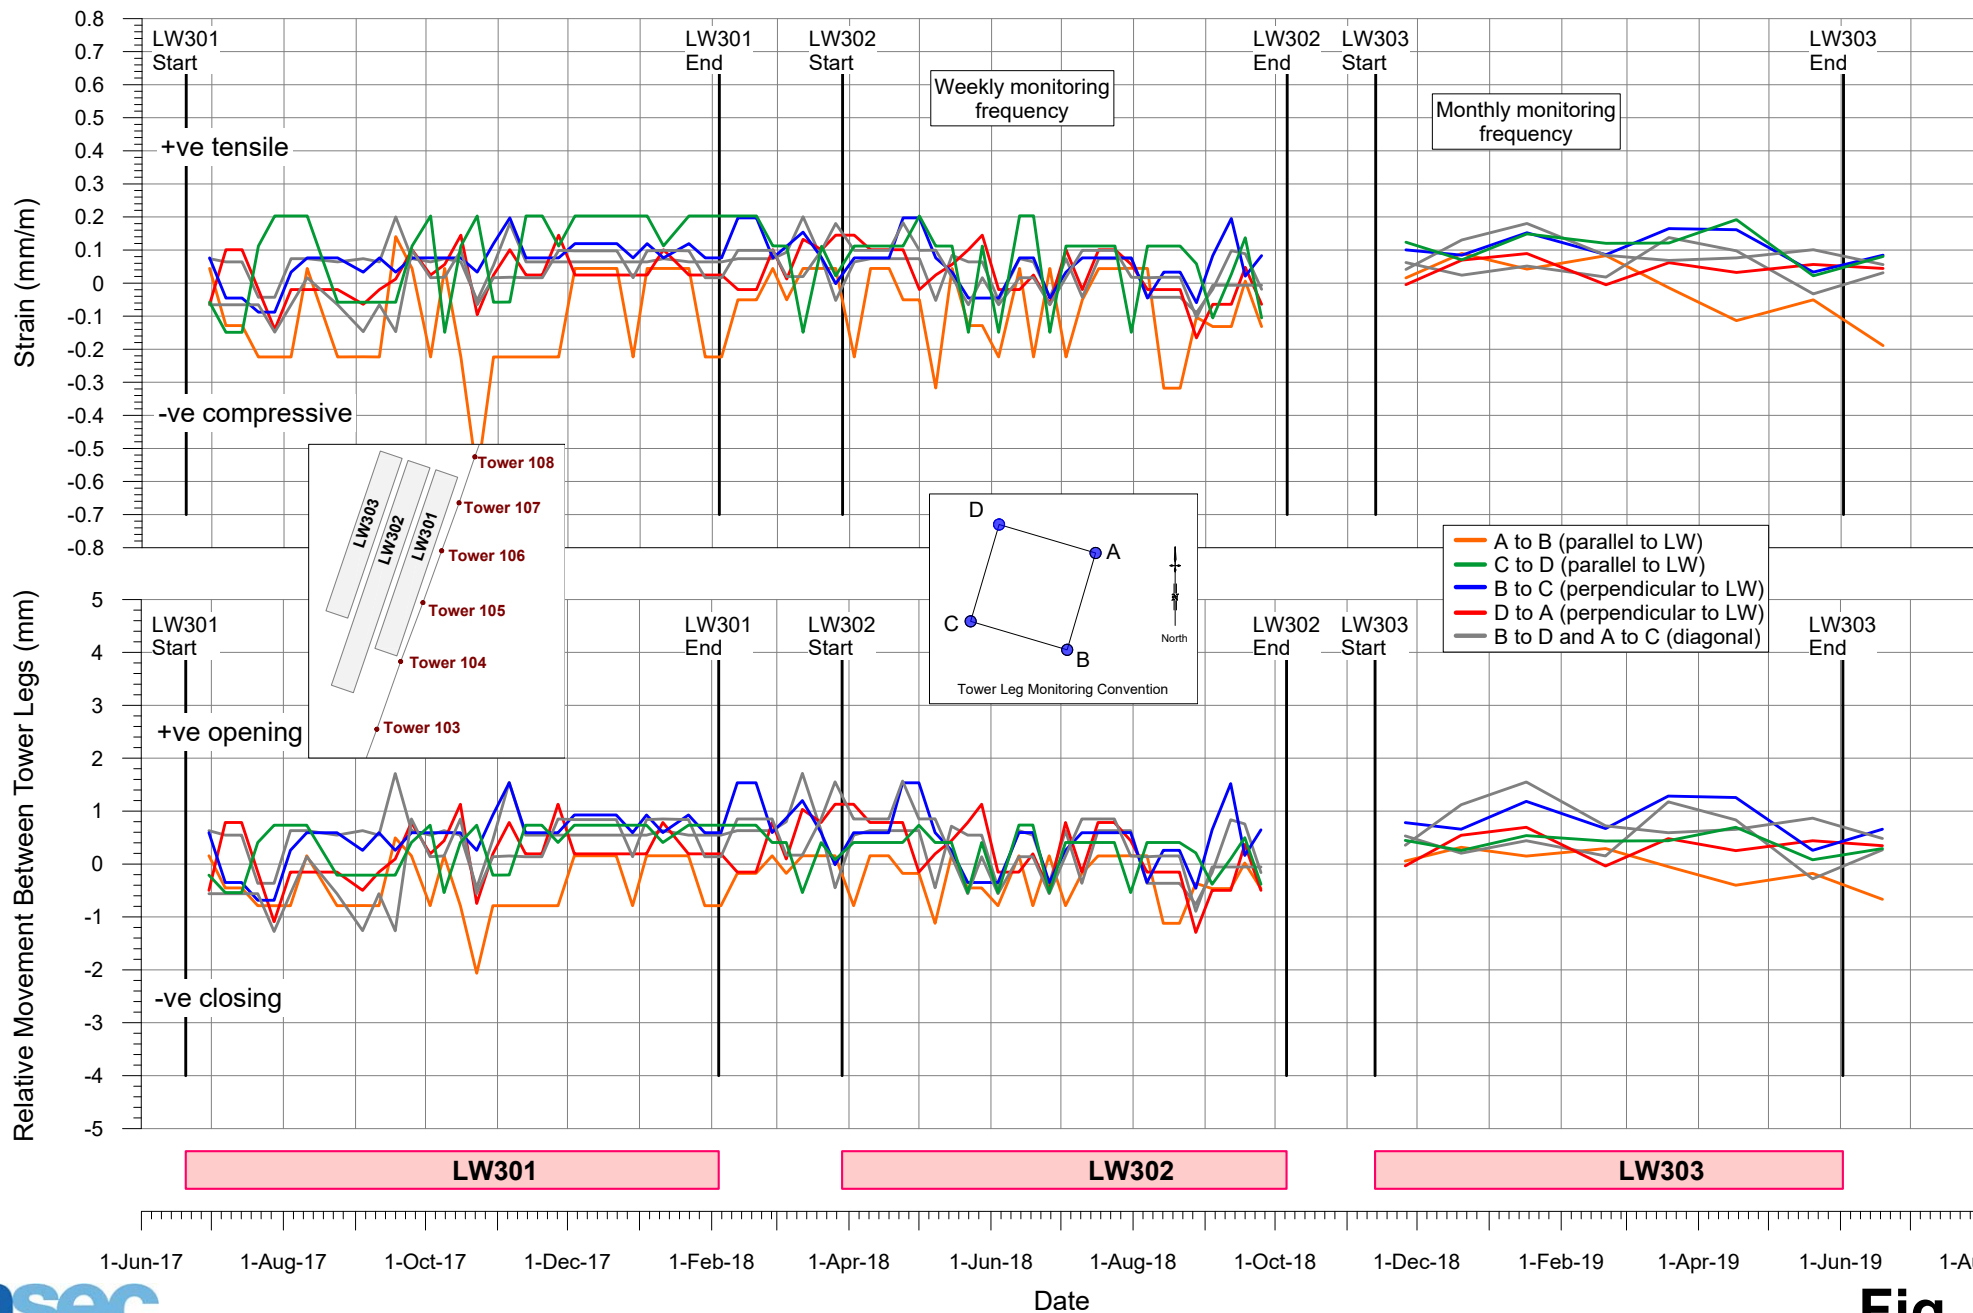 0.8
0.7
0.6
0.5
0.4
0.3
0.2
0.1
0
-0.1
-0.2
-0.3
-0.4
-0.5
-0.6
-0.7
-0.8
Strain (mm/m)
LW301
Start
LW301
End
LW302
Start
LW302
End
LW303
Start
LW303
End
Weekly monitoring
frequency
Monthly monitoring
frequency
+ve tensile
-ve compressive
LW303
LW302
LW301
Tower 108
Tower 107
Tower 106
Tower 105
Tower 104
Tower 103
D
A
C
B
North
Tower Leg Monitoring Convention
A to B (parallel to LW)
C to D (parallel to LW)
B to C (perpendicular to LW)
D to A (perpendicular to LW)
B to D and A to C (diagonal)
5
4
3
2
1
0
-1
-2
-3
-4
-5
Relative Movement Between Tower Legs (mm)
LW301
Start
LW301
End
LW302
Start
LW302
End
LW303
Start
LW303
End
+ve opening
-ve closing
LW301
LW302
LW303
1-Jun-17
1-Aug-17
1-Oct-17
1-Dec-17
1-Feb-18
1-Apr-18
1-Jun-18
1-Aug-18
1-Oct-18
1-Dec-18
1-Feb-19
1-Apr-19
1-Jun-19
Date
Fig